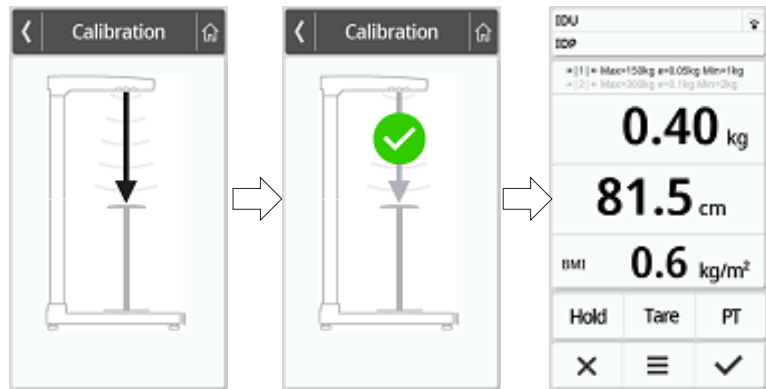 Calibration
Calibration
IDU
IDP
|1| Max=150kg e=0.05kg Min=1kg
|2| Max=300kg e=0.1kg Min=2kg
0.40 kg
81.5 cm
BMI 0.6 kg/m²
Hold Tare PT